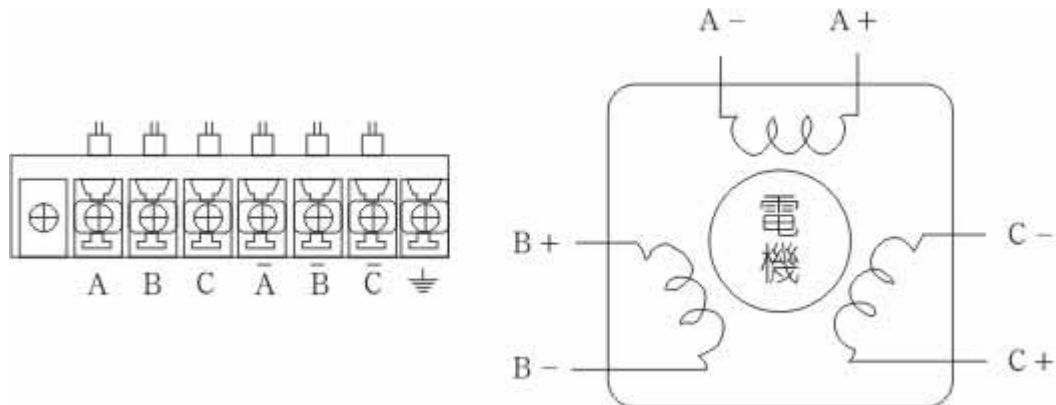 A B C A̅ B̅ C̅
A- A+
電
機
B+ C-
B- C+